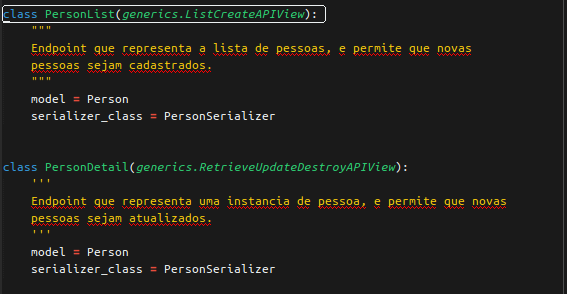 class PersonList(generics.ListCreateAPIView):
"""
Endpoint que representa a lista de pessoas, e permite que novas
pessoas sejam cadastrados.
"""
model = Person
serializer_class = PersonSerializer
class PersonDetail(generics.RetrieveUpdateDestroyAPIView):
'''
Endpoint que representa uma instancia de pessoa, e permite que novas
pessoas sejam atualizados.
'''
model = Person
serializer_class = PersonSerializer